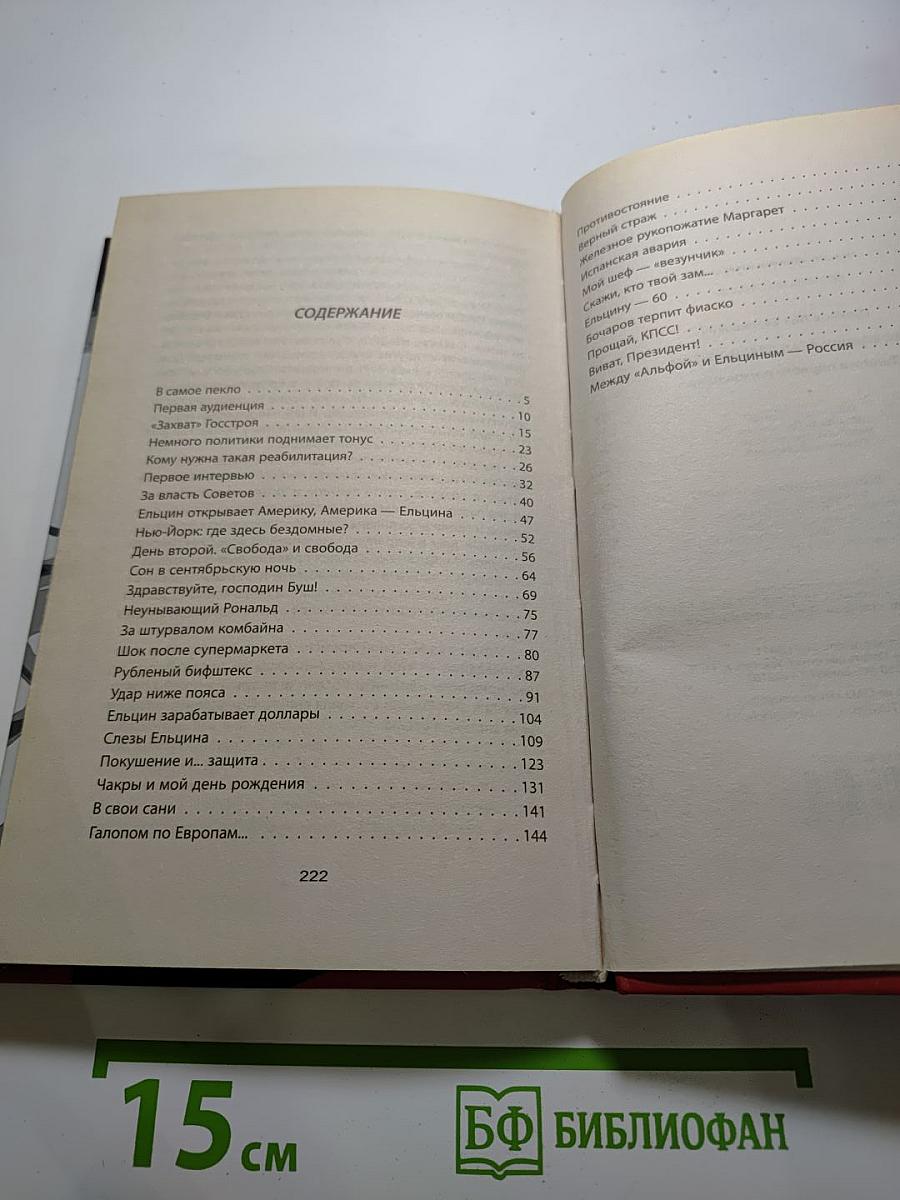 СОДЕРЖАНИЕ
В самое пекло . . . . . . . . . . . . . . . . . . . . . . . . . . . . . . 5
Первая аудиенция . . . . . . . . . . . . . . . . . . . . . . . . . . . 10
«Захват» Госстроя . . . . . . . . . . . . . . . . . . . . . . . . . . . 15
Немного политики поднимает тонус . . . . . . . . . . . . . . . 23
Кому нужна такая реабилитация? . . . . . . . . . . . . . . . . . 26
Первое интервью . . . . . . . . . . . . . . . . . . . . . . . . . . . . 32
За власть Советов . . . . . . . . . . . . . . . . . . . . . . . . . . . . 40
Ельцин открывает Америку, Америка — Ельцина . . . . . . . 47
Нью-Йорк: где здесь бездомные? . . . . . . . . . . . . . . . . . . 52
День второй. «Свобода» и свобода . . . . . . . . . . . . . . . . . 56
Сон в сентябрьскую ночь . . . . . . . . . . . . . . . . . . . . . . . 64
Здравствуйте, господин Буш! . . . . . . . . . . . . . . . . . . . . . 69
Неунывающий Рональд . . . . . . . . . . . . . . . . . . . . . . . . . 75
За штурвалом комбайна . . . . . . . . . . . . . . . . . . . . . . . . 77
Шок после супермаркета . . . . . . . . . . . . . . . . . . . . . . . . 80
Рубленый бифштекс . . . . . . . . . . . . . . . . . . . . . . . . . . . 87
Удар ниже пояса . . . . . . . . . . . . . . . . . . . . . . . . . . . . . . 91
Ельцин зарабатывает доллары . . . . . . . . . . . . . . . . . . . . 104
Слезы Ельцина . . . . . . . . . . . . . . . . . . . . . . . . . . . . . . . 109
Покушение и... защита . . . . . . . . . . . . . . . . . . . . . . . . . . 123
Чакры и мой день рождения . . . . . . . . . . . . . . . . . . . . . . 131
В свои сани . . . . . . . . . . . . . . . . . . . . . . . . . . . . . . . . . . 141
Галопом по Европам... . . . . . . . . . . . . . . . . . . . . . . . . . . 144
222
Противостояние . . . . . . . . . . . . . . . .
Верный страж . . . . . . . . . . . . . . . . .
Железное рукопожатие Маргарет . . . . . . .
Испанская авария . . . . . . . . . . . . . . .
Мой шеф — «везунчик» . . . . . . . . . . . .
Скажи, кто твой зам... . . . . . . . . . . . . .
Ельцину — 60 . . . . . . . . . . . . . . . . . .
Бочаров терпит фиаско . . . . . . . . . . . .
Прощай, КПСС! . . . . . . . . . . . . . . . . .
Виват, Президент! . . . . . . . . . . . . . . . .
Между «Альфой» и Ельциным — Россия . . . .
15 см
БФ БИБЛИОФАН